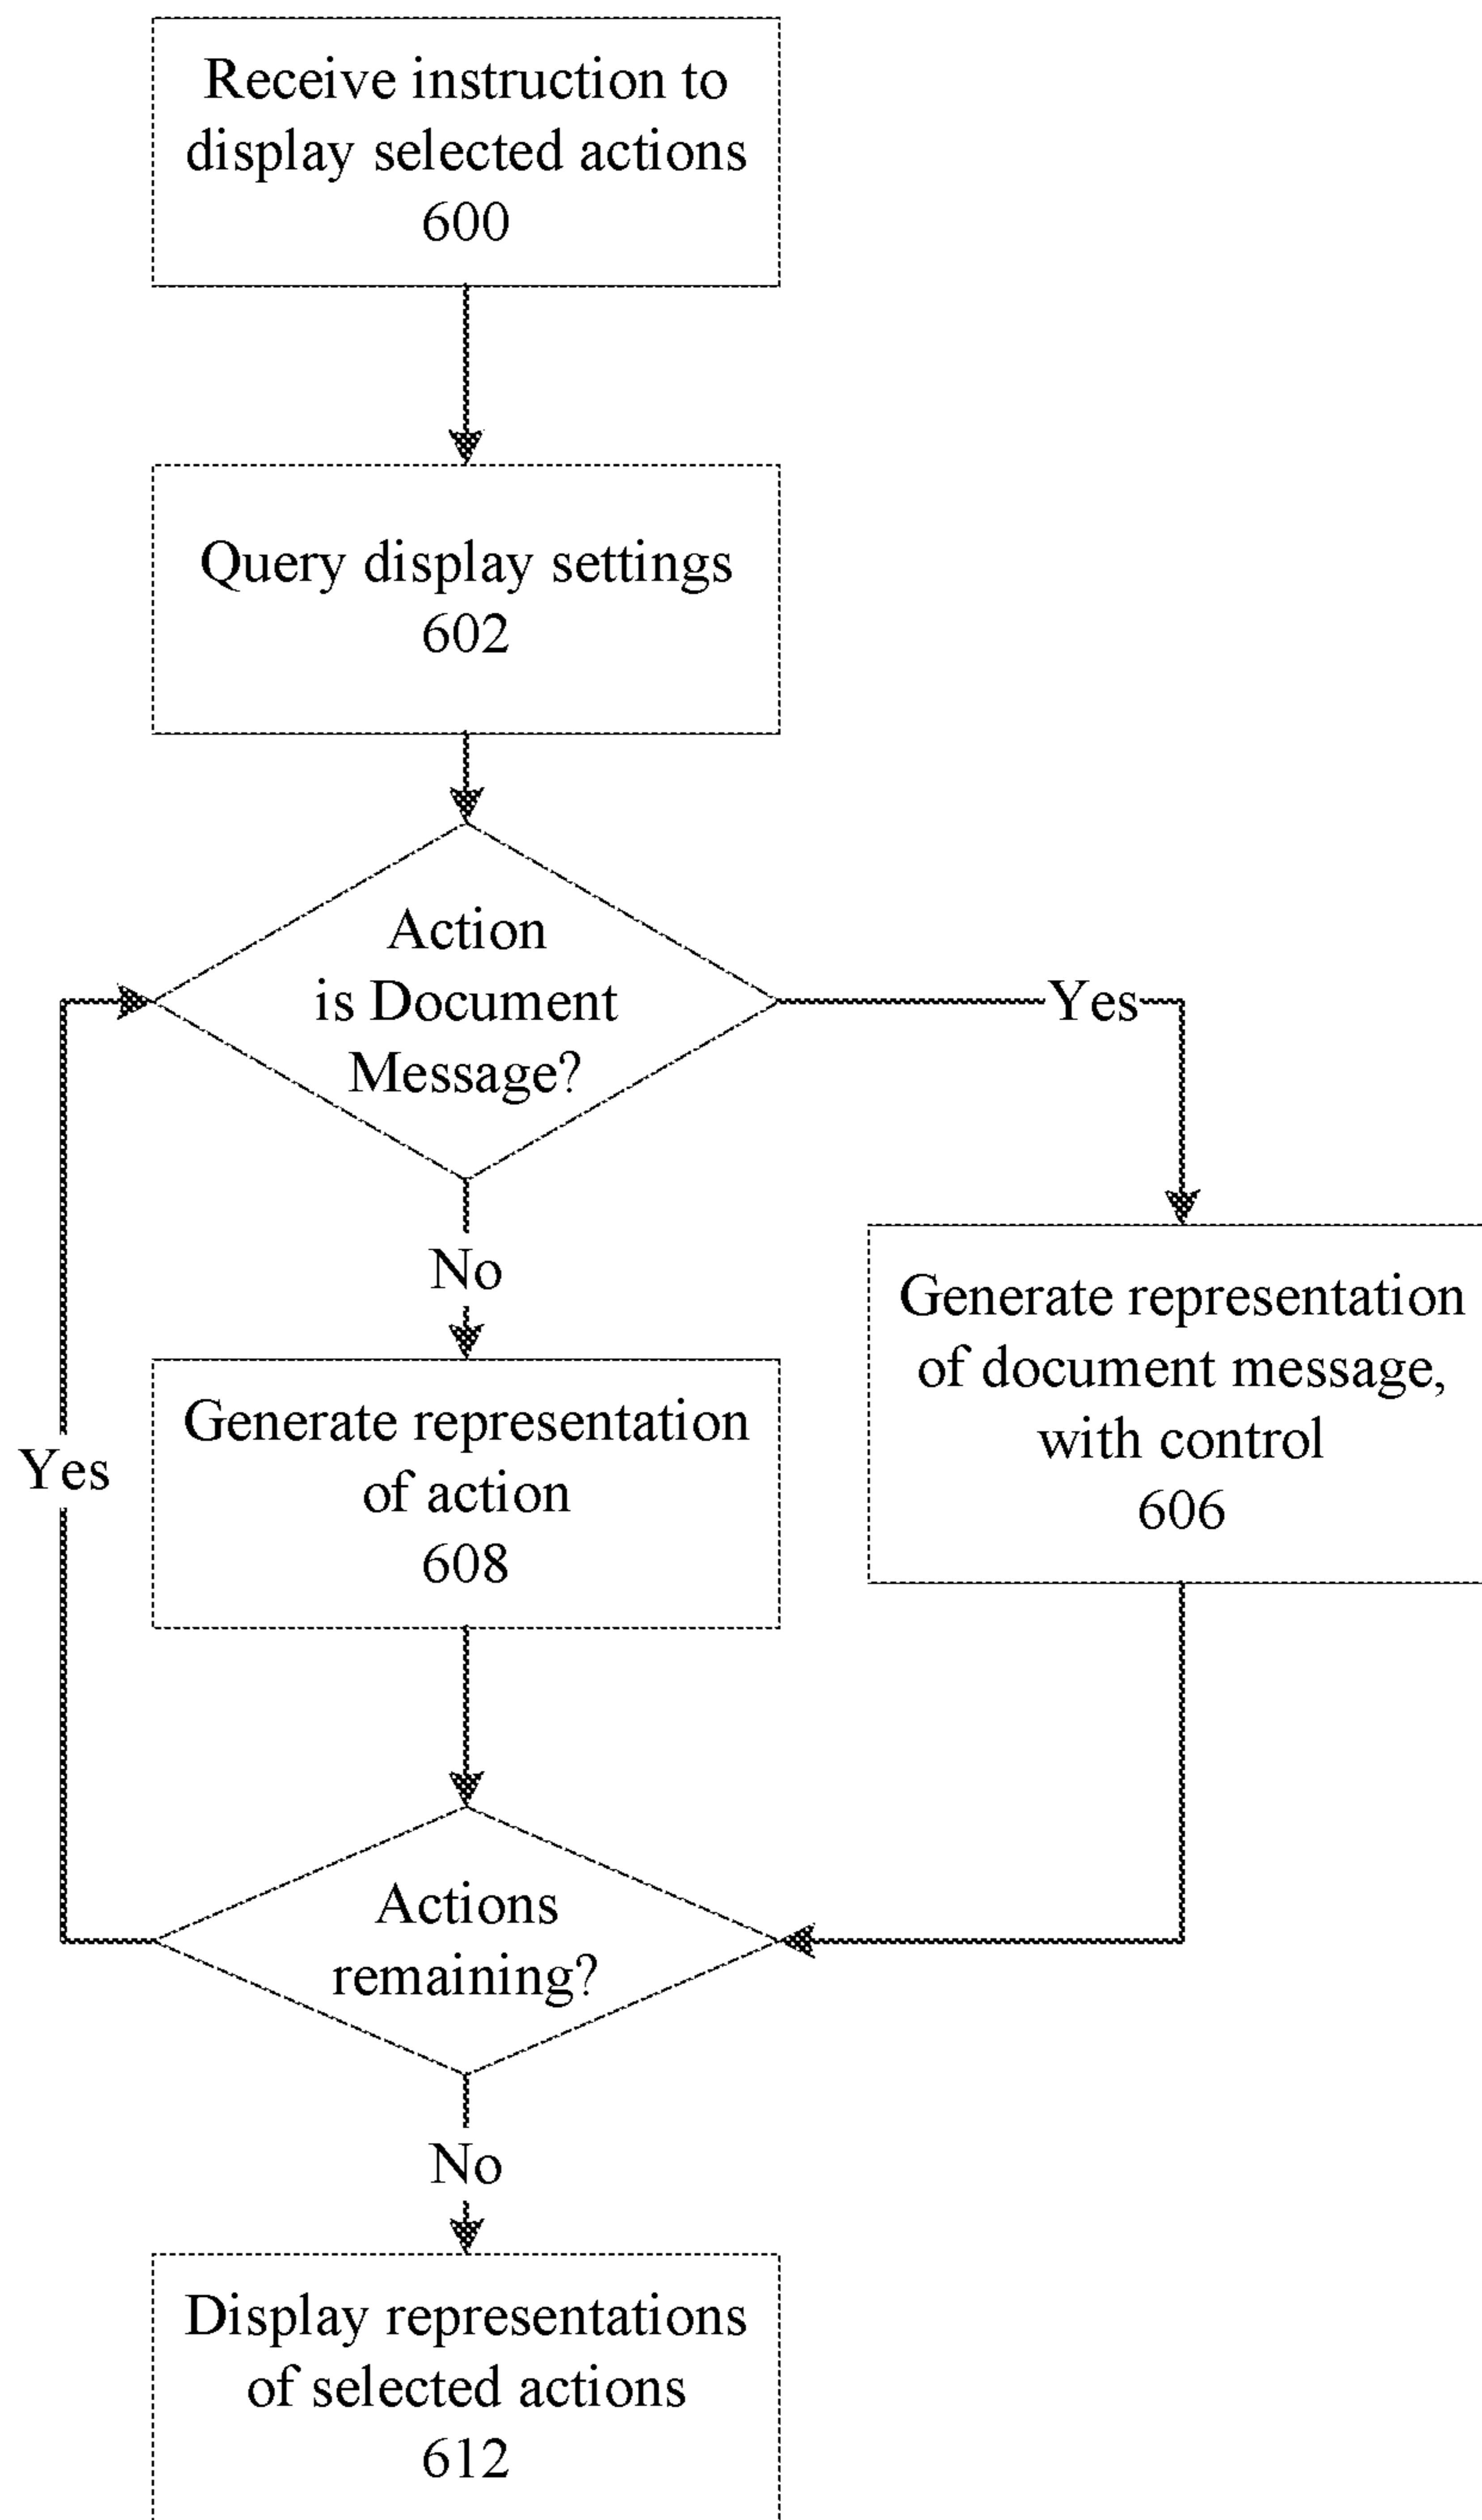 Receive instruction to
display selected actions
600
Query display settings
602
Action
is Document
Message?
Yes
No
Generate representation
of document message,
with control
606
Generate representation
of action
608
Yes
Actions
remaining?
No
Display representations
of selected actions
612